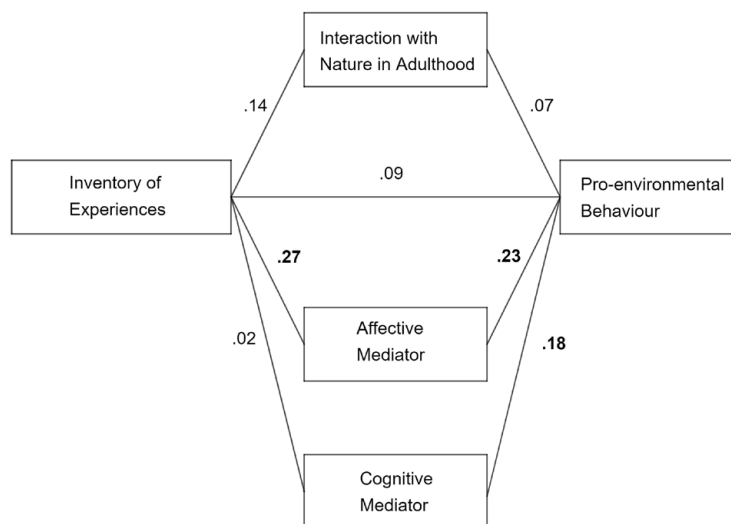 Interaction with
Nature in Adulthood
.14
.07
Inventory of
Experiences
.09
Pro-environmental
Behaviour
.27
.23
Affective
Mediator
.02
.18
Cognitive
Mediator